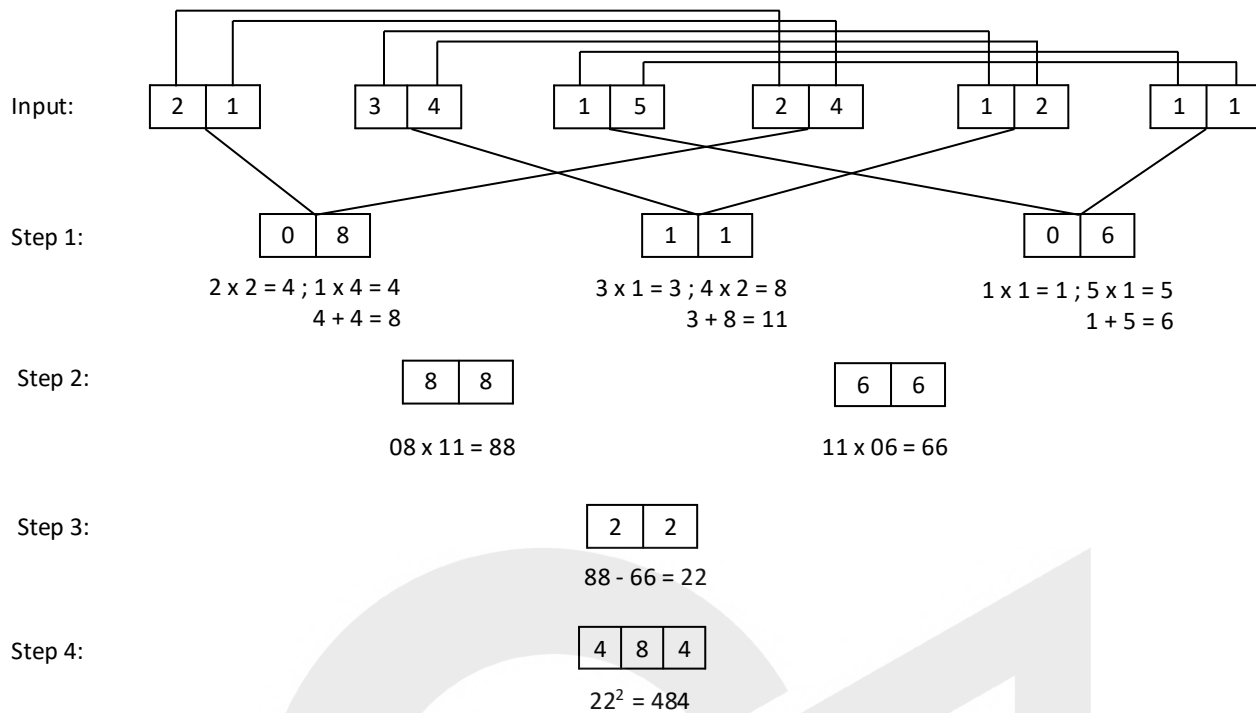 Input: 2 1 3 4 1 5 2 4 1 2 1 1
Step 1: 0 8 1 1 0 6
2 x 2 = 4 ; 1 x 4 = 4 3 x 1 = 3 ; 4 x 2 = 8 1 x 1 = 1 ; 5 x 1 = 5
4 + 4 = 8 3 + 8 = 11 1 + 5 = 6
Step 2: 8 8 6 6
08 x 11 = 88 11 x 06 = 66
Step 3: 2 2
88 - 66 = 22
Step 4: 4 8 4
22² = 484